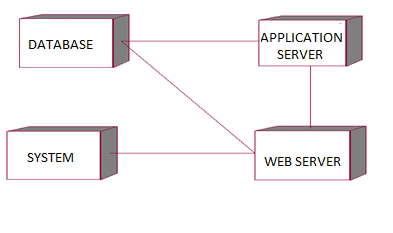 DATABASE
APPLICATION
SERVER
SYSTEM
WEB SERVER